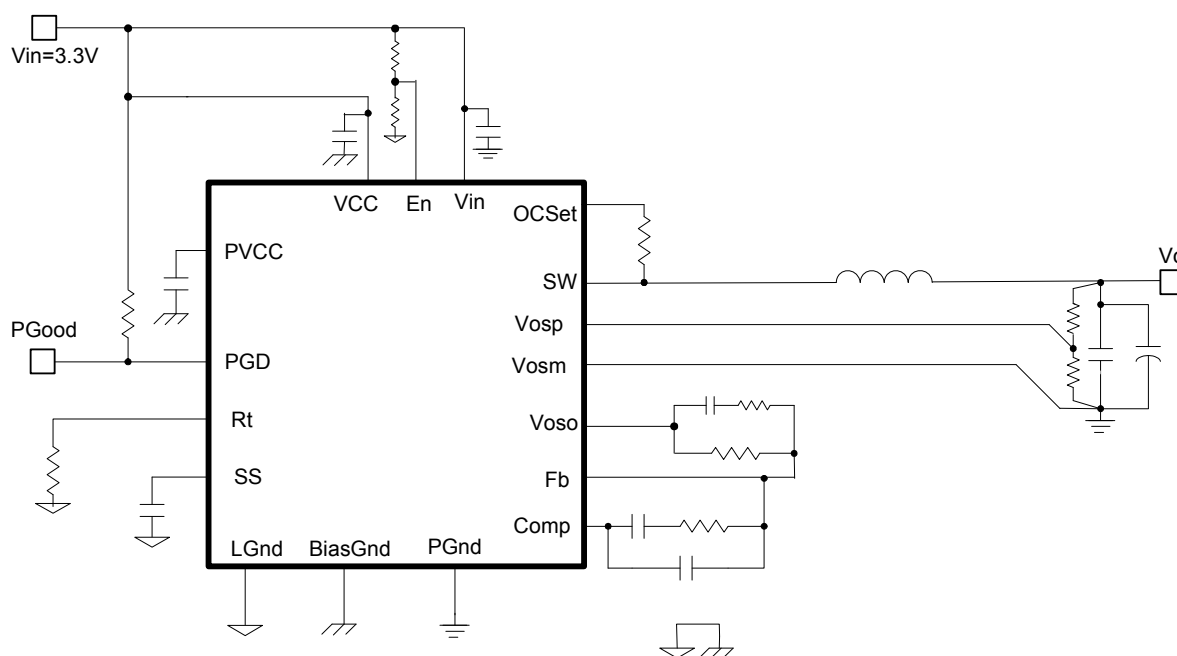 Vin=3.3V
VCC
En
Vin
OCSet
PVCC
SW
Vosp
PGood
PGD
Vosm
Rt
Voso
SS
Fb
Comp
LGnd
BiasGnd
PGnd